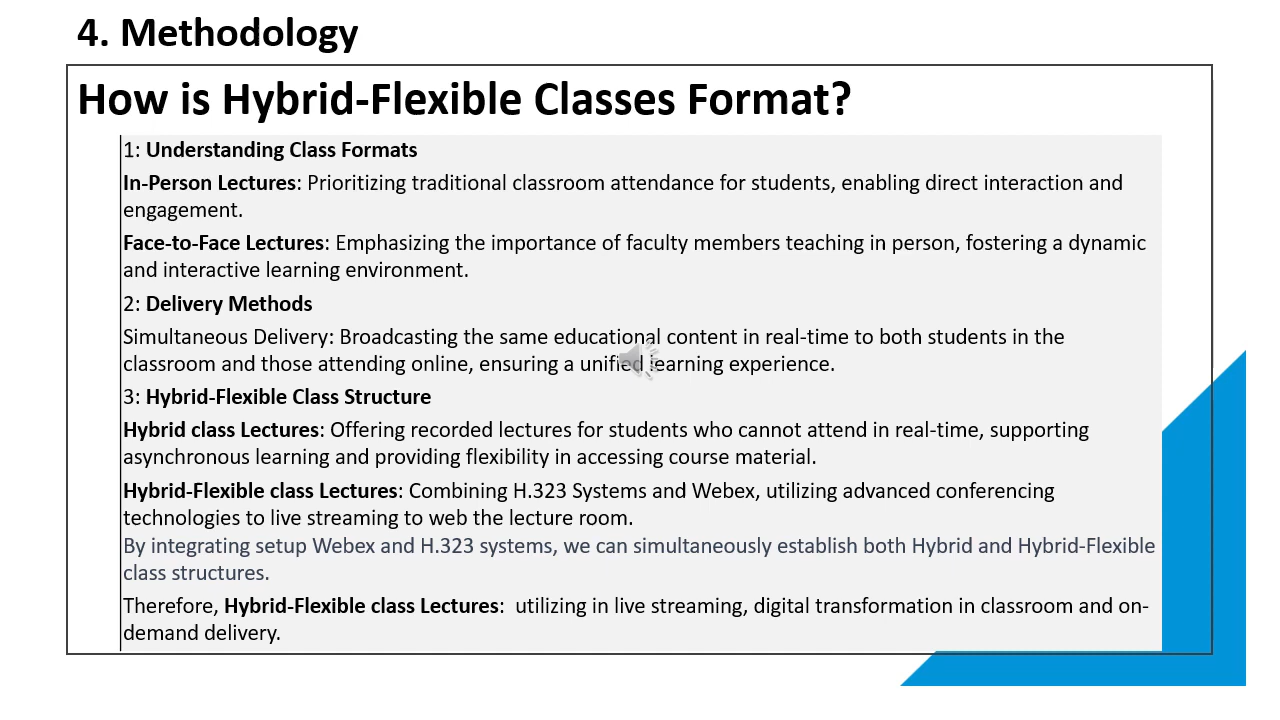 4. Methodology
How is Hybrid-Flexible Classes Format?
1: Understanding Class Formats
In-Person Lectures: Prioritizing traditional classroom attendance for students, enabling direct interaction and
engagement.
Face-to-Face Lectures: Emphasizing the importance of faculty members teaching in person, fostering a dynamic
and interactive learning environment.
2: Delivery Methods
Simultaneous Delivery: Broadcasting the same educational content in real-time to both students in the
classroom and those attending online, ensuring a unified learning experience.
3: Hybrid-Flexible Class Structure
Hybrid class Lectures: Offering recorded lectures for students who cannot attend in real-time, supporting
asynchronous learning and providing flexibility in accessing course material.
Hybrid-Flexible class Lectures: Combining H.323 Systems and Webex, utilizing advanced conferencing
technologies to live streaming to web the lecture room.
By integrating setup Webex and H.323 systems, we can simultaneously establish both Hybrid and Hybrid-Flexible
class structures.
Therefore, Hybrid-Flexible class Lectures:  utilizing in live streaming, digital transformation in classroom and on-
demand delivery.